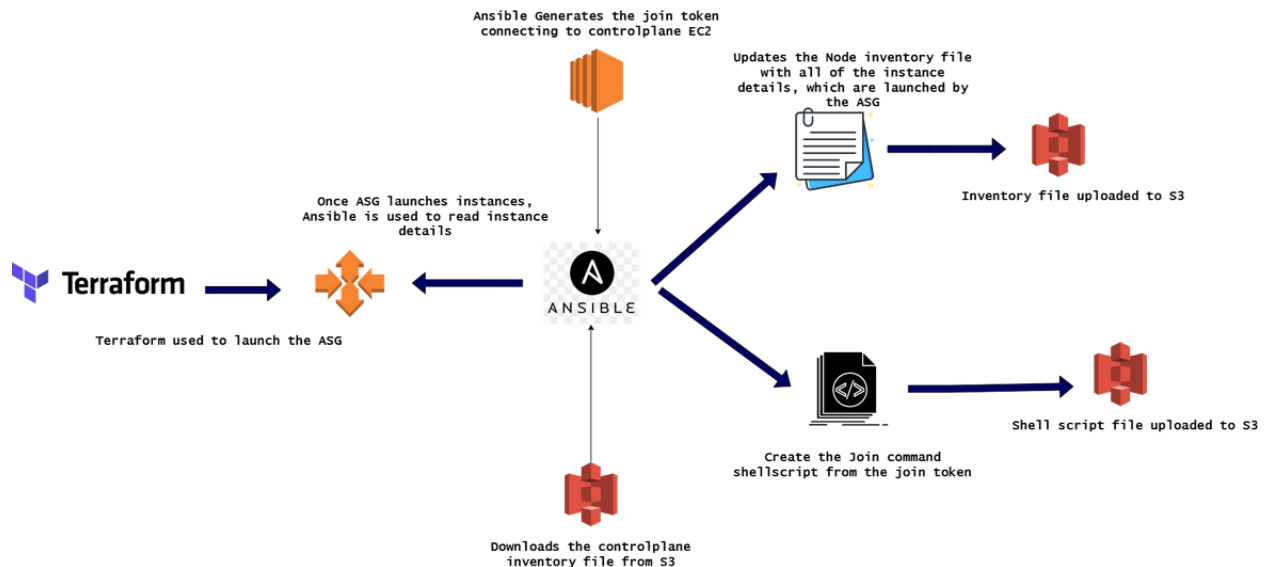 Ansible Generates the join token
connecting to controlplane EC2
Updates the Node inventory file
with all of the instance
details, which are launched by
the ASG
Inventory file uploaded to S3
Once ASG launches instances,
Ansible is used to read instance
details
Terraform
ANSIBLE
Terraform used to launch the ASG
</>
Shell script file uploaded to S3
Create the Join command
shellscript from the join token
Downloads the controlplane
inventory file from S3